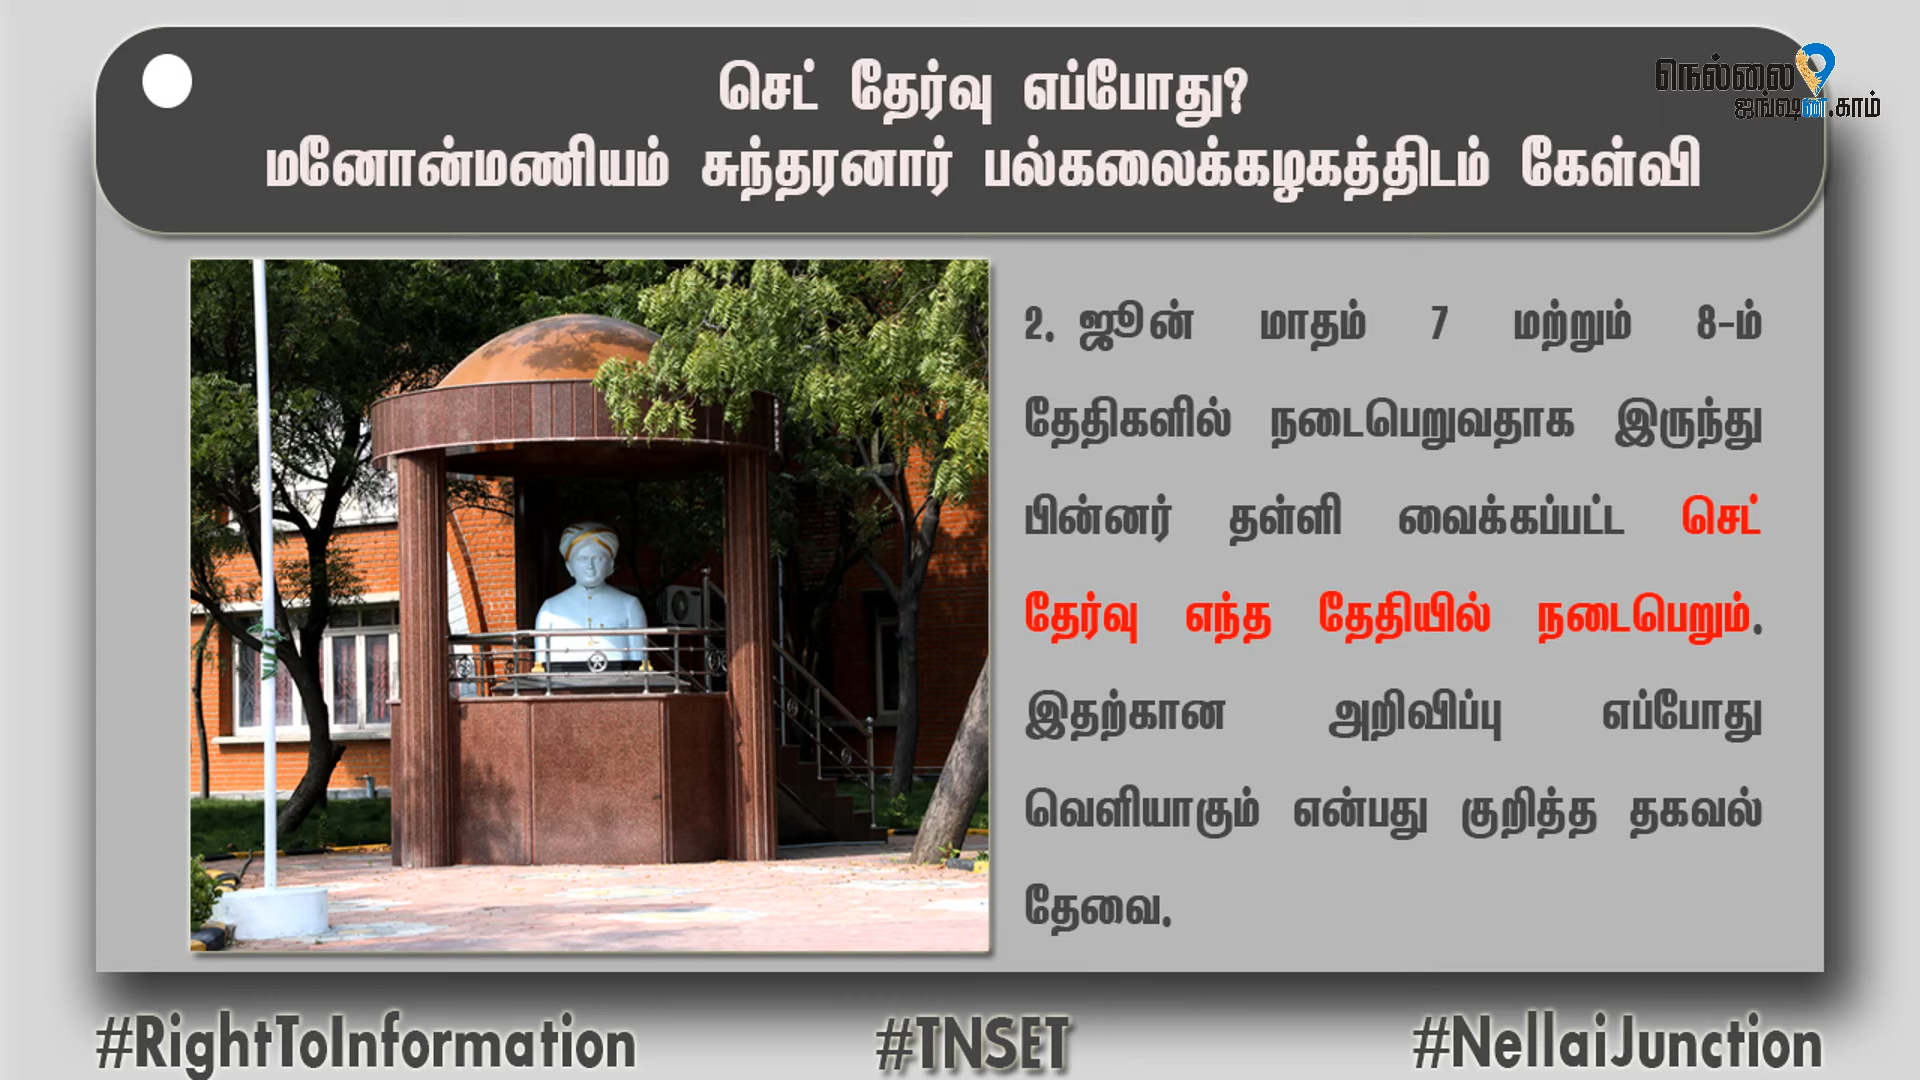 செட் தேர்வு எப்போது?
மனோன்மணியம் சுந்தரனார் பல்கலைக்கழகத்திடம் கேள்வி
நெல்லை
ஜங்ஷன்.காம்
2. ஜூன் மாதம் 7 மற்றும் 8-ம்
தேதிகளில் நடைபெறுவதாக இருந்து
பின்னர் தள்ளி வைக்கப்பட்ட செட்
தேர்வு எந்த தேதியில் நடைபெறும்.
இதற்கான அறிவிப்பு எப்போது
வெளியாகும் என்பது குறித்த தகவல்
தேவை.
#RightToInformation #TNSET #NellaiJunction